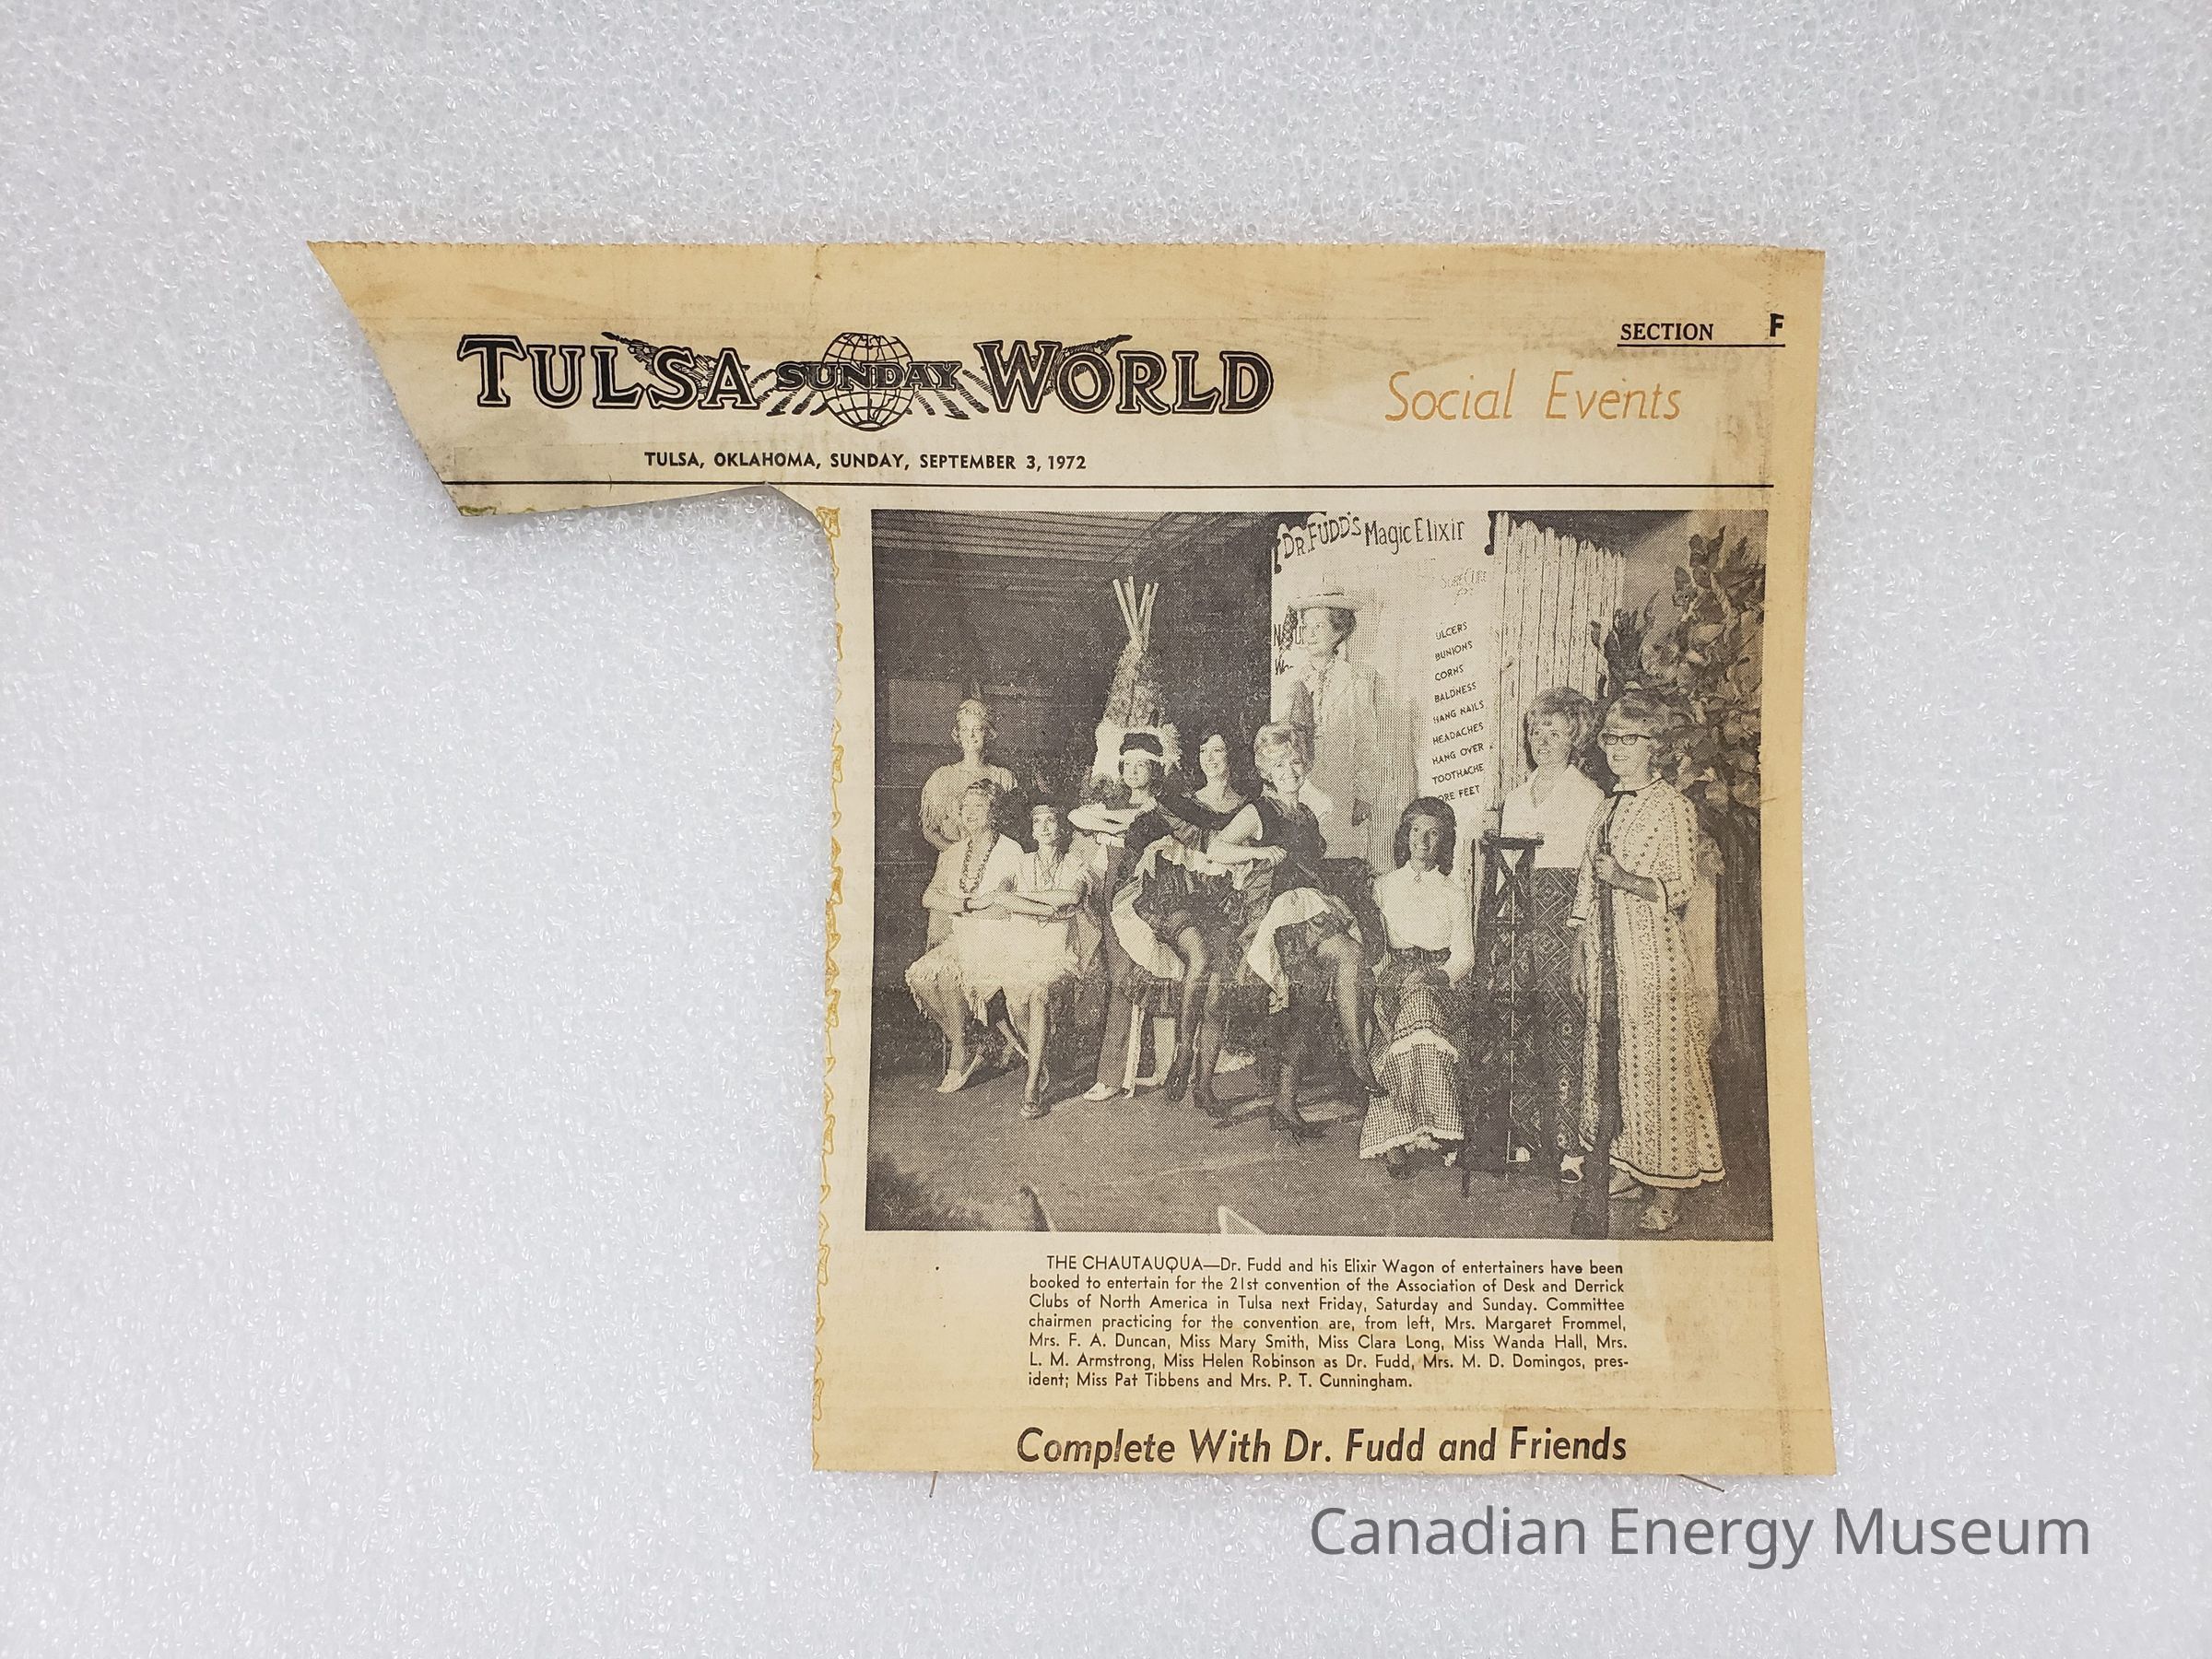 SECTION F
TULSA SUNDAY WORLD
Social Events
TULSA, OKLAHOMA, SUNDAY, SEPTEMBER 3, 1972
DR. FUDD'S Magic Elixir
SURE CURE
ULCERS
BUNIONS
CORNS
BALDNESS
HANG NAILS
HEADACHES
HANG OVER
TOOTHACHE
FEET
THE CHAUTAUQUA—Dr. Fudd and his Elixir Wagon of entertainers have been
booked to entertain for the 21st convention of the Association of Desk and Derrick
Clubs of North America in Tulsa next Friday, Saturday and Sunday. Committee
chairmen practicing for the convention are, from left, Mrs. Margaret Frommel,
Mrs. F. A. Duncan, Miss Mary Smith, Miss Clara Long, Miss Wanda Hall, Mrs.
L. M. Armstrong, Miss Helen Robinson as Dr. Fudd, Mrs. M. D. Domingos, pres-
ident; Miss Pat Tibbens and Mrs. P. T. Cunningham.
Complete With Dr. Fudd and Friends
Canadian Energy Museum